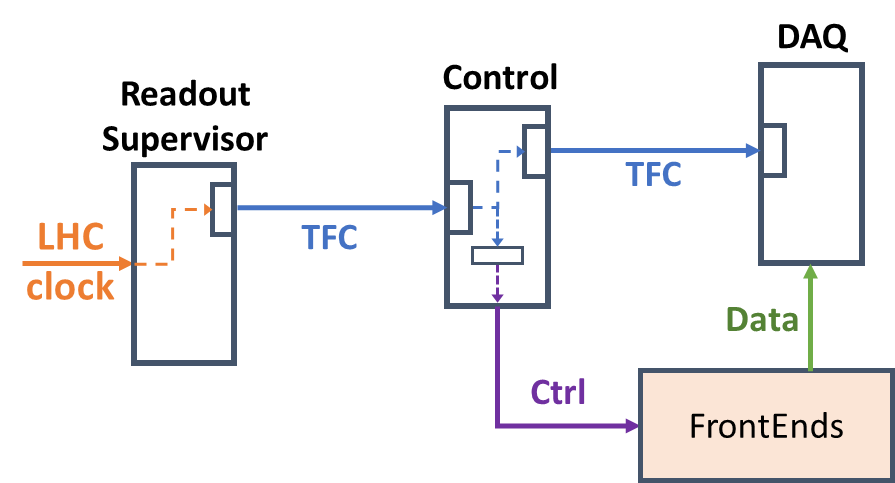 DAQ
Control
Readout
Supervisor
TFC
LHC
clock
TFC
Data
Ctrl
FrontEnds